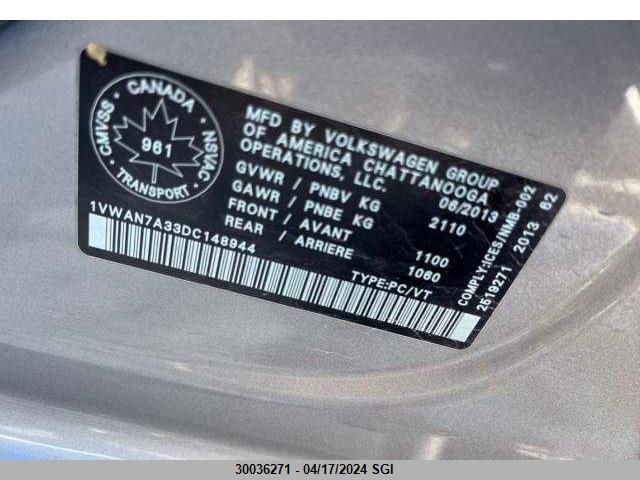 CANADA
CMVSS
NSVAC
961
TRANSPORT
MFD BY VOLKSWAGEN GROUP
OF AMERICA CHATTANOOGA
OPERATIONS, LLC.
06/2013
GVWR / PNBV KG 2110
GAWR / PNBE KG
FRONT / AVANT 1100
REAR / ARRIERE 1060
1VWAN7A33DC148944
TYPE:PC/VT
COMPLY:ICES/NMB-002
2519271 2013 82
30036271 - 04/17/2024 SGI